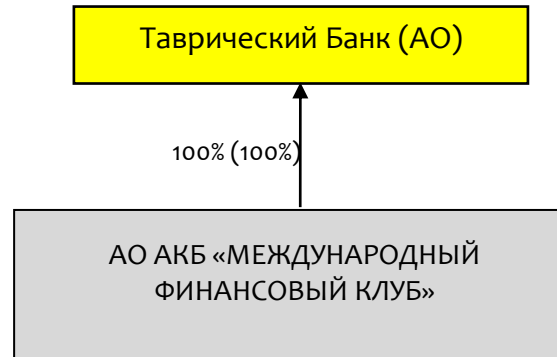 Таврический Банк (АО)
100% (100%)
АО АКБ «МЕЖДУНАРОДНЫЙ
ФИНАНСОВЫЙ КЛУБ»